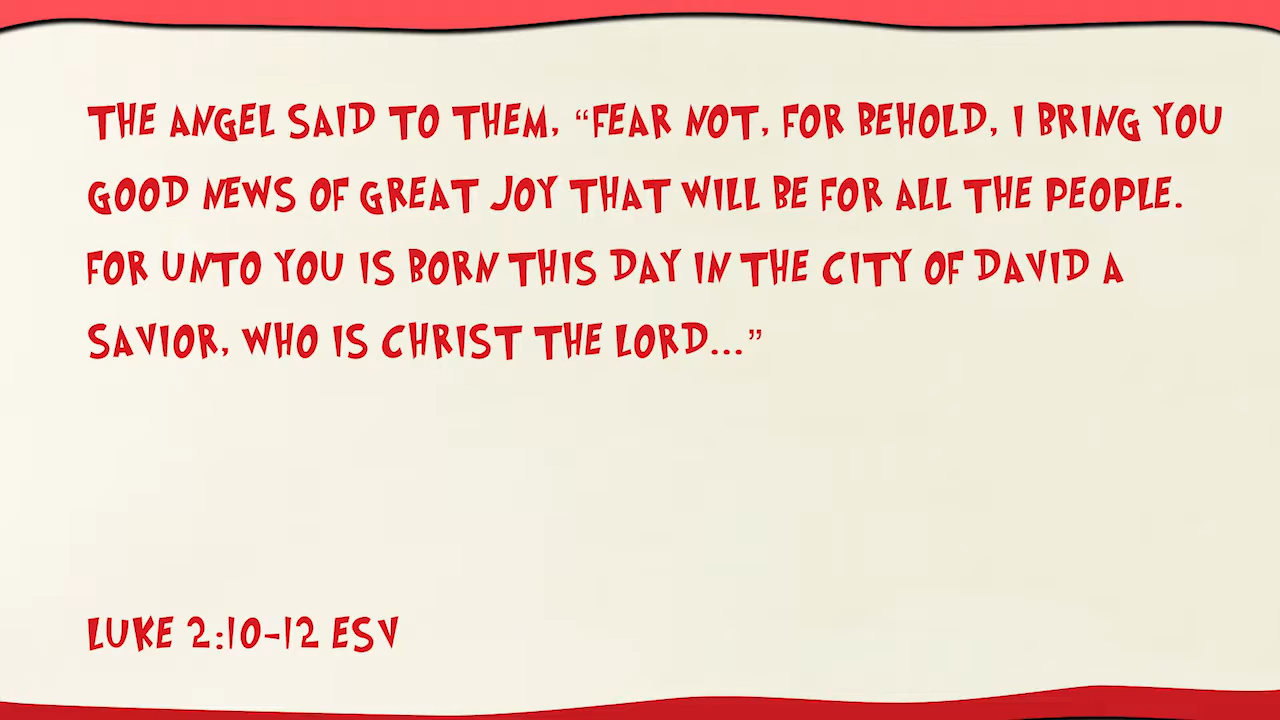 THE ANGEL SAID TO THEM, “FEAR NOT, FOR BEHOLD, I BRING YOU
GOOD NEWS OF GREAT JOY THAT WILL BE FOR ALL THE PEOPLE.
FOR UNTO YOU IS BORN THIS DAY IN THE CITY OF DAVID A
SAVIOR, WHO IS CHRIST THE LORD...”
LUKE 2:10-12 ESV